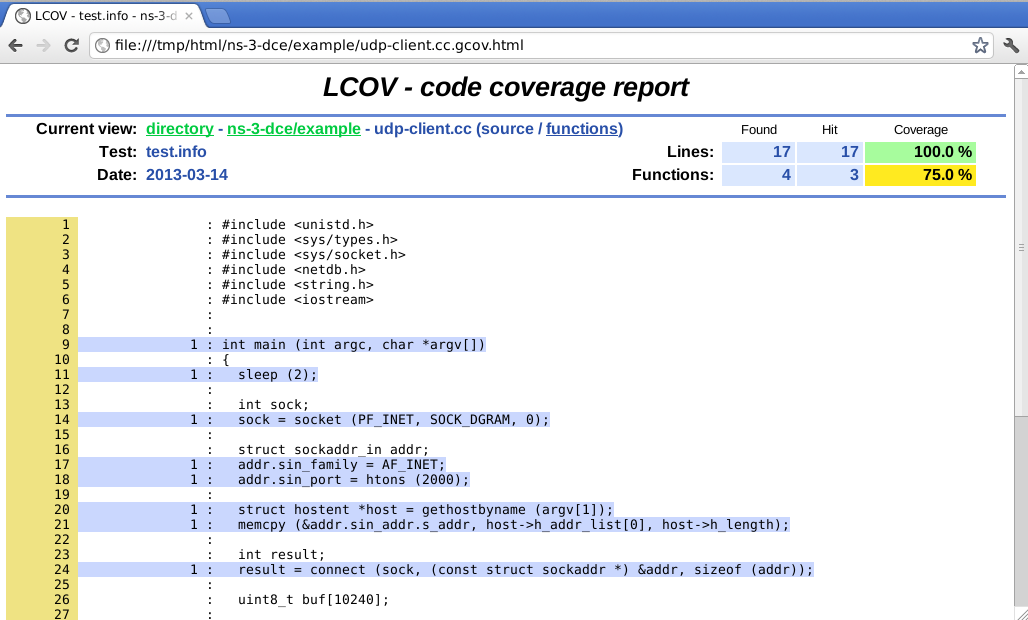 LCOV - test.info - ns-3-d
file:///tmp/html/ns-3-dce/example/udp-client.cc.gcov.html
LCOV - code coverage report
Current view: directory - ns-3-dce/example - udp-client.cc (source / functions) Found Hit Coverage
Test: test.info Lines: 17 17 100.0 %
Date: 2013-03-14 Functions: 4 3 75.0 %
1 : #include <unistd.h>
2 : #include <sys/types.h>
3 : #include <sys/socket.h>
4 : #include <netdb.h>
5 : #include <string.h>
6 : #include <iostream>
7 :
8 :
9 1 : int main (int argc, char *argv[])
10 : {
11 1 :   sleep (2);
12 :
13 :   int sock;
14 1 :   sock = socket (PF_INET, SOCK_DGRAM, 0);
15 :
16 :   struct sockaddr_in addr;
17 1 :   addr.sin_family = AF_INET;
18 1 :   addr.sin_port = htons (2000);
19 :
20 1 :   struct hostent *host = gethostbyname (argv[1]);
21 1 :   memcpy (&addr.sin_addr.s_addr, host->h_addr_list[0], host->h_length);
22 :
23 :   int result;
24 1 :   result = connect (sock, (const struct sockaddr *) &addr, sizeof (addr));
25 :
26 :   uint8_t buf[10240];
27 :